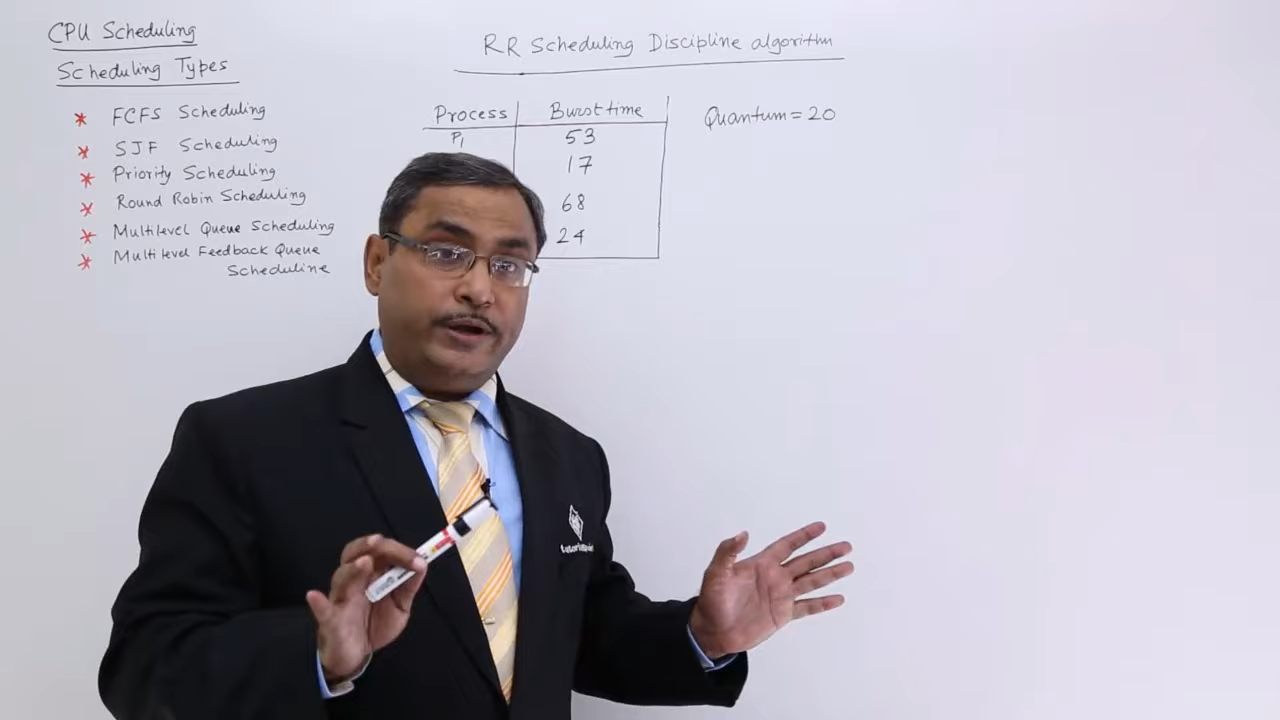 CPU Scheduling
Scheduling Types
* FCFS Scheduling
* SJF Scheduling
* Priority Scheduling
* Round Robin Scheduling
* Multilevel Queue Scheduling
* Multilevel Feedback Queue
Scheduline
RR Scheduling Discipline algorithm
Process Burst time
P1 53
17
68
24
Quantum = 20